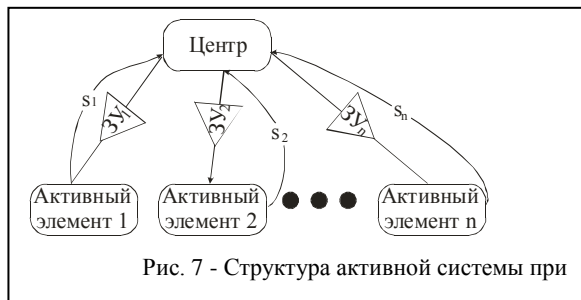 Центр
S1
ЗУ1
ЗУ2
S2
ЗУn
Sn
Активный
элемент 1
Активный
элемент 2
Активный
элемент n
Рис. 7 - Структура активной системы при